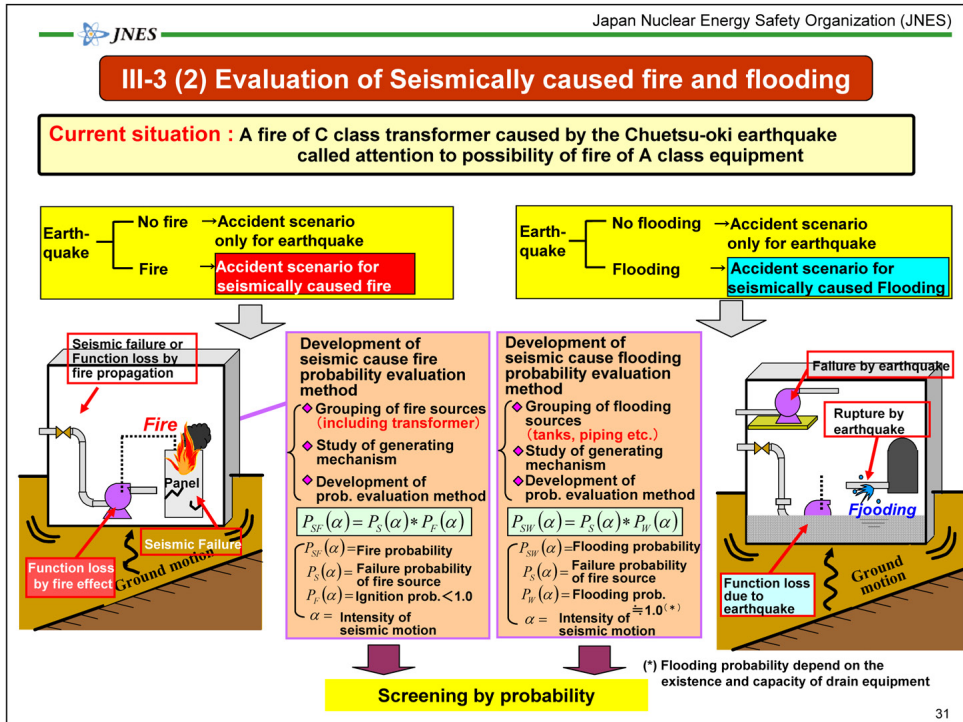 Japan Nuclear Energy Safety Organization (JNES)
JNES
III-3 (2) Evaluation of Seismically caused fire and flooding
Current situation : A fire of C class transformer caused by the Chuetsu-oki earthquake
called attention to possibility of fire of A class equipment
Earth-
quake
No fire →Accident scenario
only for earthquake
Fire →Accident scenario for
seismically caused fire
Earth-
quake
No flooding →Accident scenario
only for earthquake
Flooding →Accident scenario for
seismically caused Flooding
Seismic failure or
Function loss by
fire propagation
Fire
Panel
Seismic Failure
Function loss
by fire effect
Ground motion
Development of
seismic cause fire
probability evaluation
method
◆ Grouping of fire sources
(including transformer)
◆ Study of generating
mechanism
◆ Development of
prob. evaluation method
P_SF(α) = P_S(α) * P_F(α)
P_SF(α) = Fire probability
P_S(α) = Failure probability
of fire source
P_F(α) = Ignition prob.<1.0
α = Intensity of
seismic motion
Development of
seismic cause flooding
probability evaluation
method
◆ Grouping of flooding
sources
(tanks, piping etc.)
◆ Study of generating
mechanism
◆ Development of
prob. evaluation method
P_SW(α) = P_S(α) * P_W(α)
P_SW(α) = Flooding probability
P_S(α) = Failure probability
of fire source
P_W(α) = Flooding prob.
≒1.0(*)
α = Intensity of
seismic motion
Failure by earthquake
Rupture by
earthquake
Fjooding
Function loss
due to
earthquake
Ground
motion
(*) Flooding probability depend on the
existence and capacity of drain equipment
Screening by probability
31